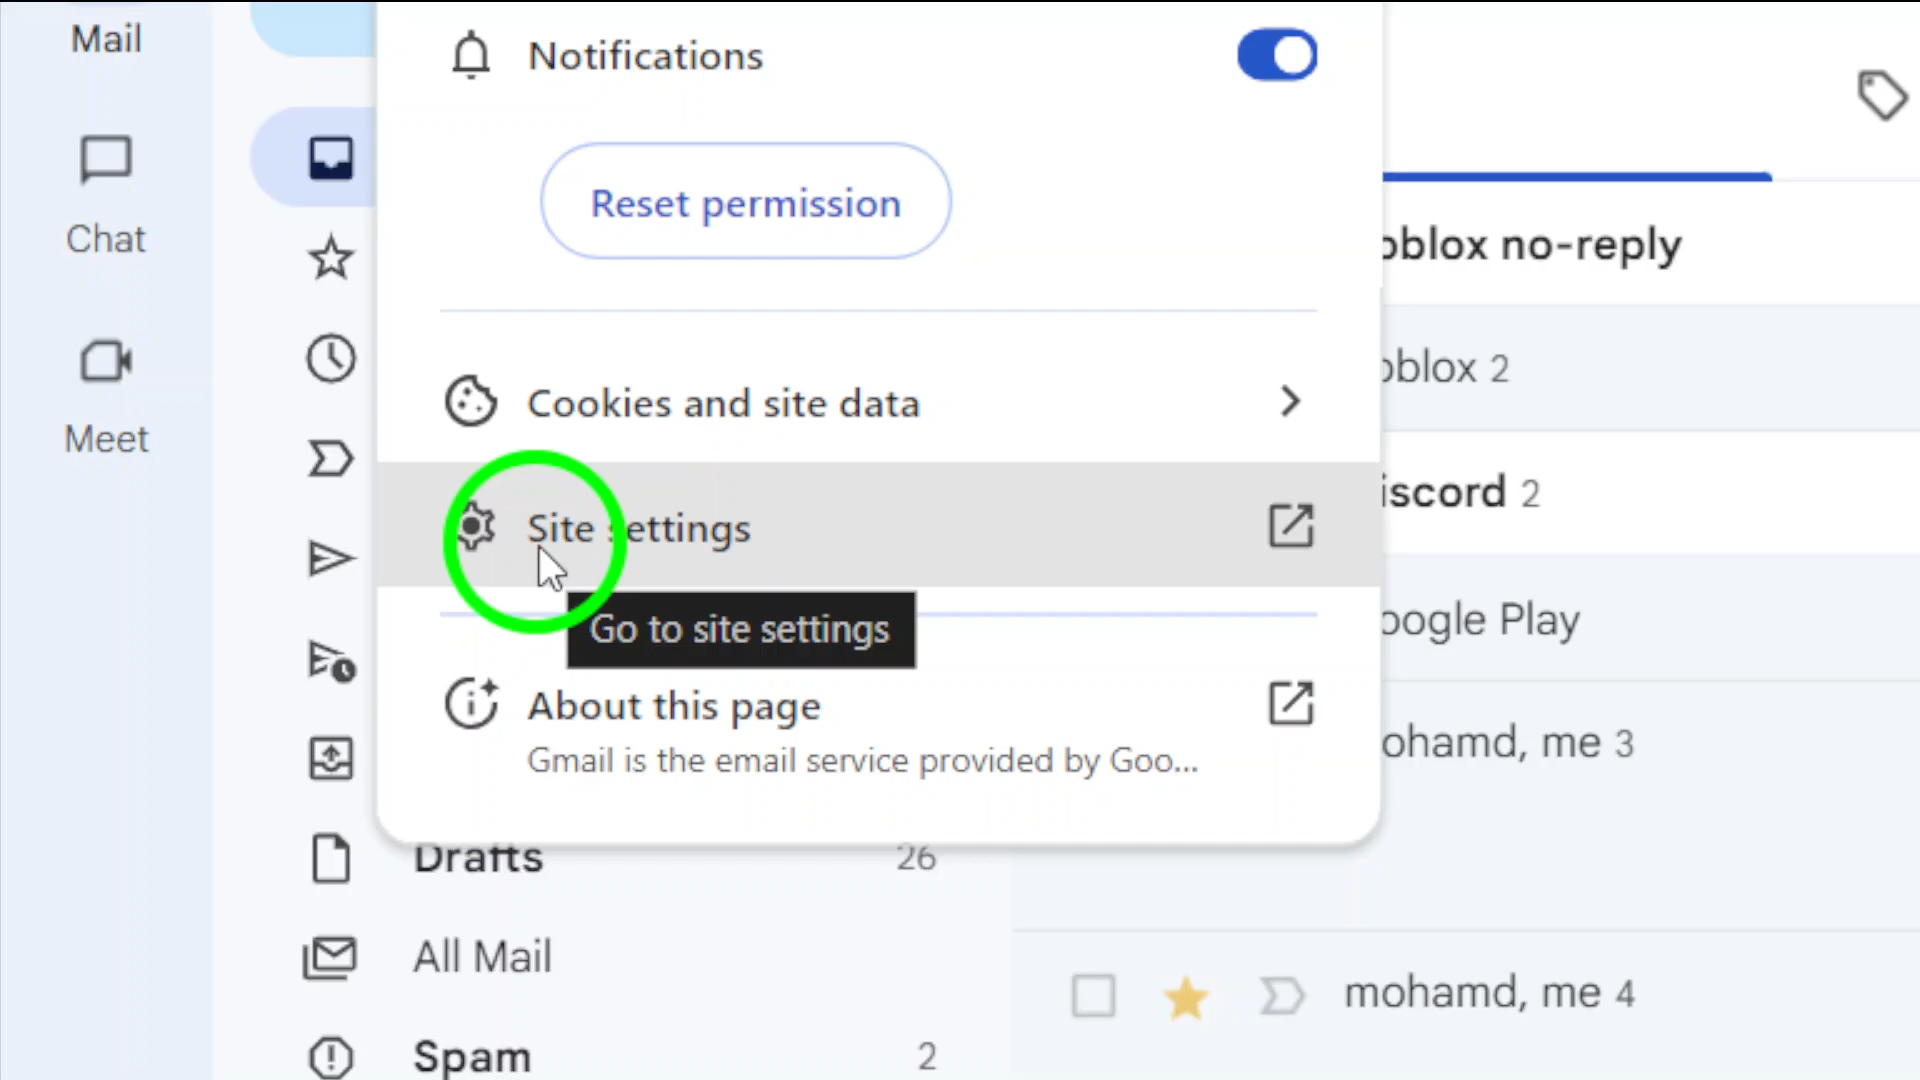 Mail
Chat
Meet
Notifications
Reset permission
Cookies and site data
Site settings
Go to site settings
About this page
Gmail is the email service provided by Goo...
Drafts 26
All Mail
Spam 2
oblox no-reply
oblox 2
iscord 2
oogle Play
ohamd, me 3
mohamd, me 4